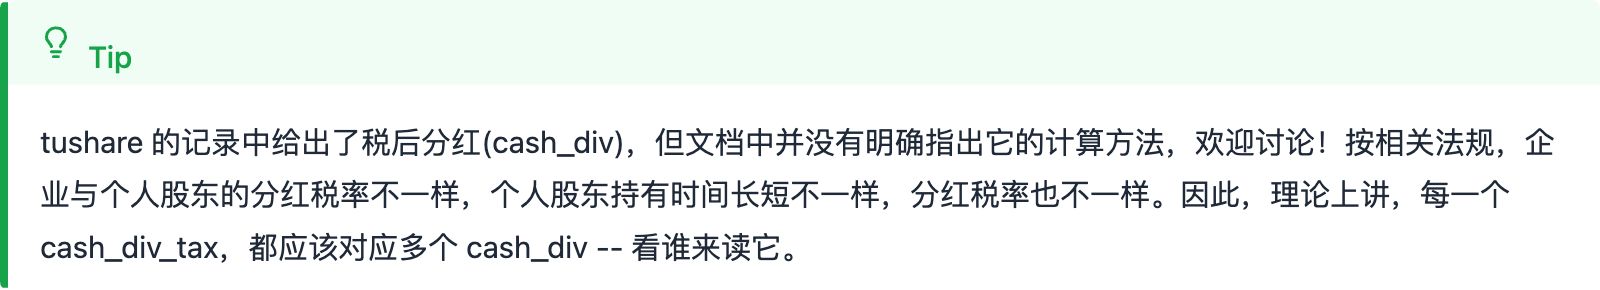 Tip
tushare 的记录中给出了税后分红(cash_div)，但文档中并没有明确指出它的计算方法，欢迎讨论！按相关法规，企
业与个人股东的分红税率不一样，个人股东持有时间长短不一样，分红税率也不一样。因此，理论上讲，每一个
cash_div_tax，都应该对应多个 cash_div -- 看谁来读它。